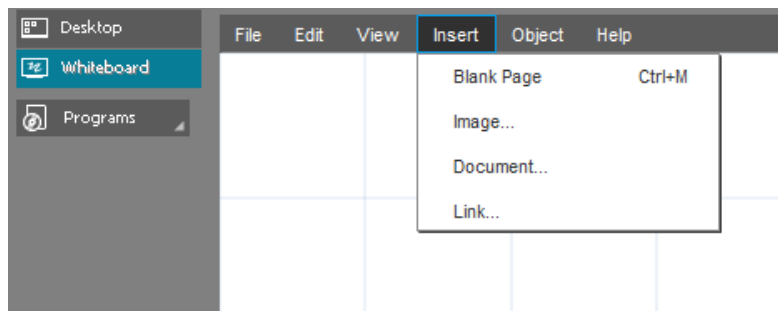 Desktop
Whiteboard
Programs
File Edit View Insert Object Help
Blank Page Ctrl+M
Image...
Document...
Link...